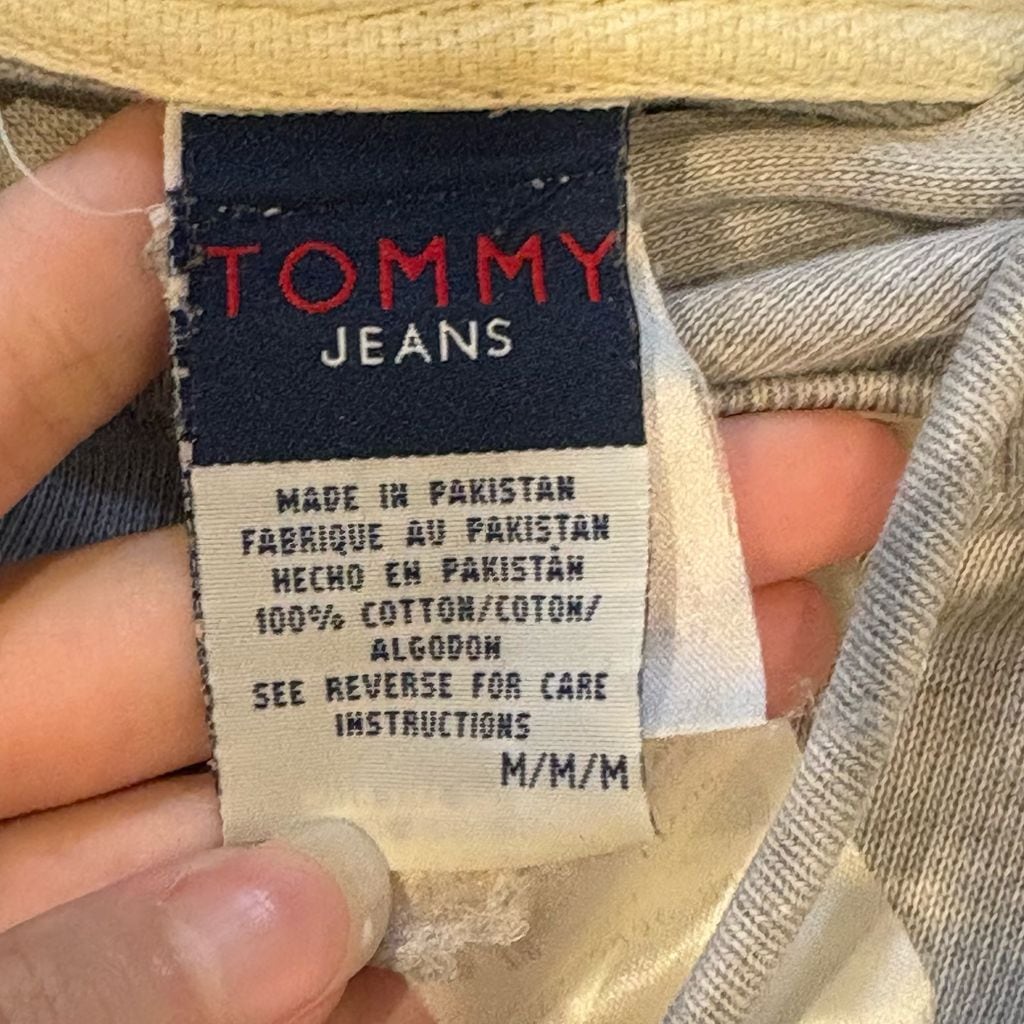 TOMMY
JEANS
MADE IN PAKISTAN
FABRIQUE AU PAKISTAN
HECHO EN PAKISTÁN
100% COTTON/COTON/
ALGODON
SEE REVERSE FOR CARE
INSTRUCTIONS
M/M/M